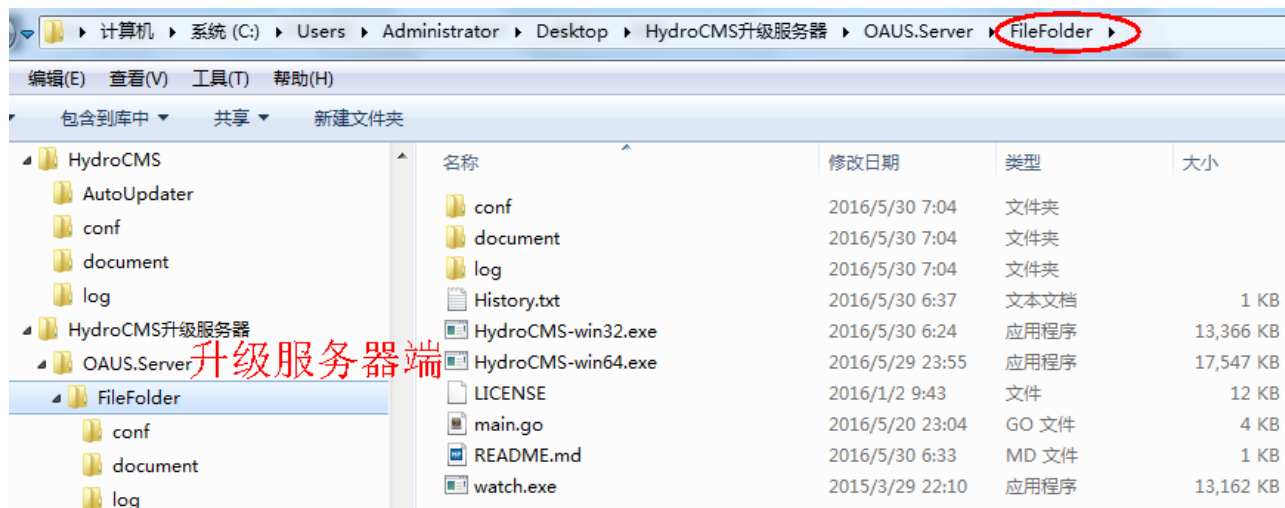 计算机 系统 (C:) Users Administrator Desktop HydroCMS升级服务器 OAUS.Server FileFolder
编辑(E) 查看(V) 工具(T) 帮助(H)
包含到库中 共享 新建文件夹
HydroCMS
AutoUpdater
conf
document
log
HydroCMS升级服务器
OAUS.Server
升级服务器端
FileFolder
conf
document
log
名称 修改日期 类型 大小
conf 2016/5/30 7:04 文件夹
document 2016/5/30 7:04 文件夹
log 2016/5/30 7:04 文件夹
History.txt 2016/5/30 6:37 文本文档 1 KB
HydroCMS-win32.exe 2016/5/30 6:24 应用程序 13,366 KB
HydroCMS-win64.exe 2016/5/29 23:55 应用程序 17,547 KB
LICENSE 2016/1/2 9:43 文件 12 KB
main.go 2016/5/20 23:04 GO 文件 4 KB
README.md 2016/5/30 6:33 MD 文件 1 KB
watch.exe 2015/3/29 22:10 应用程序 13,162 KB